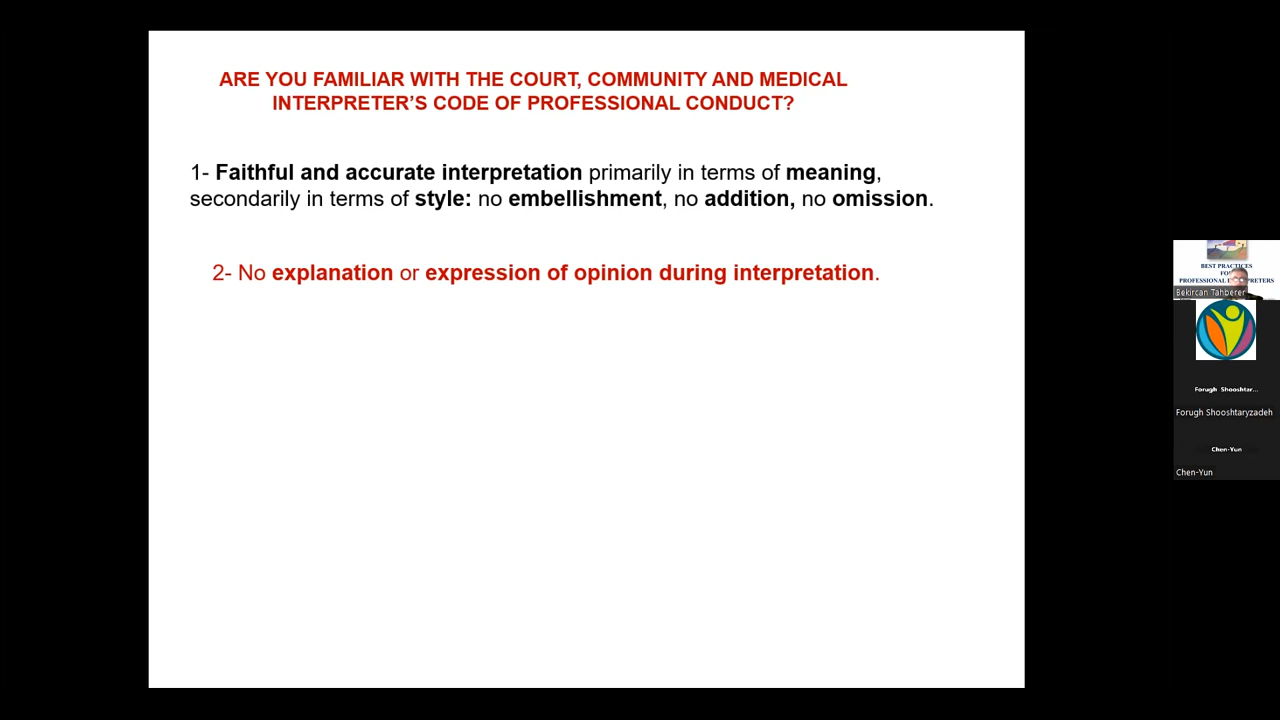 ARE YOU FAMILIAR WITH THE COURT, COMMUNITY AND MEDICAL
INTERPRETER’S CODE OF PROFESSIONAL CONDUCT?
1- Faithful and accurate interpretation primarily in terms of meaning,
secondarily in terms of style: no embellishment, no addition, no omission.
2- No explanation or expression of opinion during interpretation.
BEST PRACTICES
PROFESSIONAL
Bekircan Tahberer
Forugh Shooshtar...
Forugh Shooshtaryzadeh
Chen-Yun
Chen-Yun